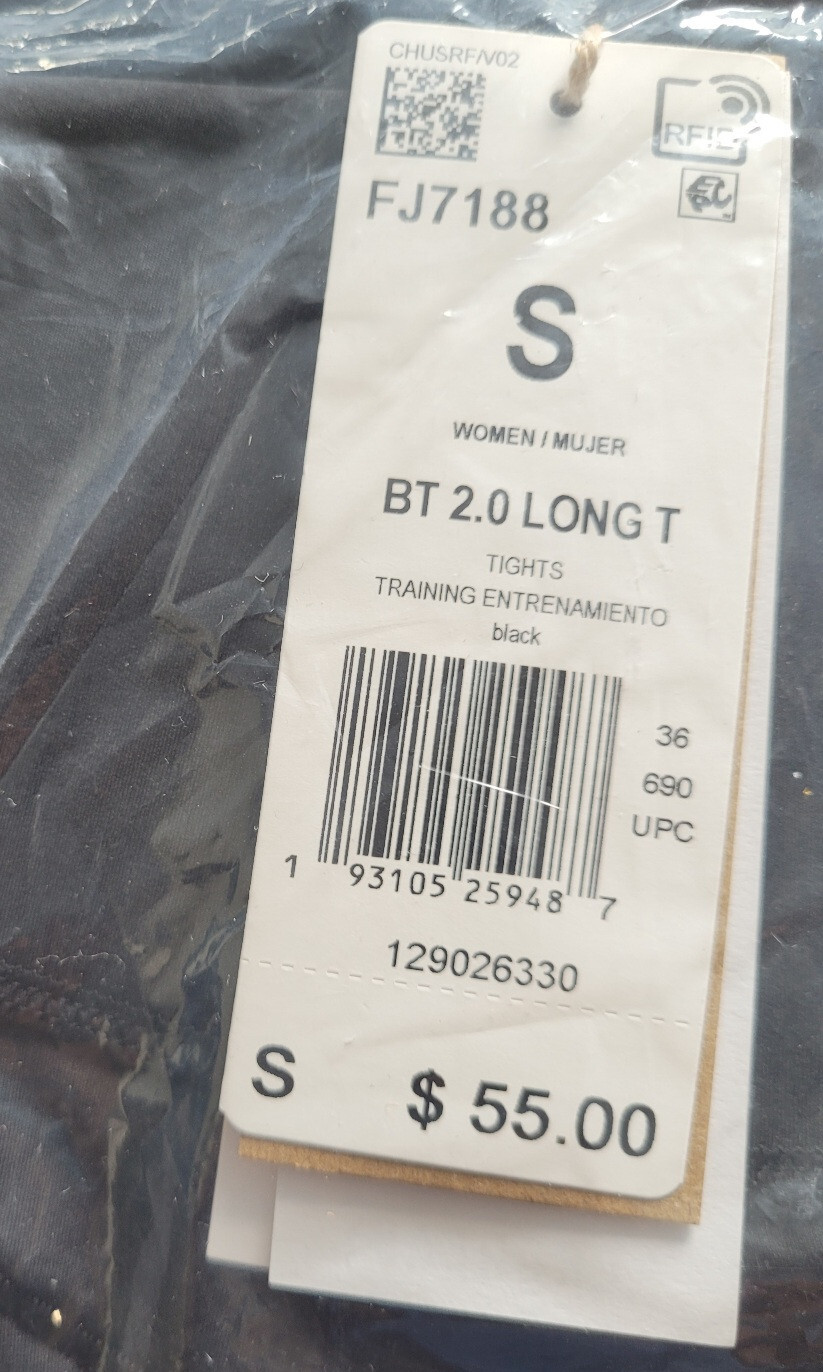 CHUSRF/V02
RFID
FJ7188
S
WOMEN / MUJER
BT 2.0 LONG T
TIGHTS
TRAINING ENTRENAMIENTO
black
36
690
UPC
1 93105 25948 7
129026330
S $ 55.00